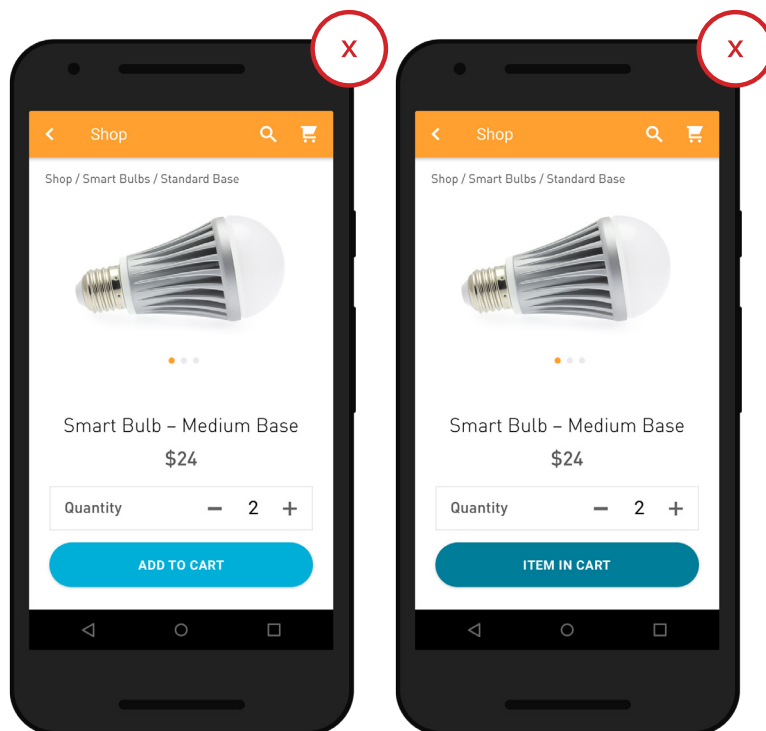 X
Shop
Shop / Smart Bulbs / Standard Base
Smart Bulb – Medium Base
$24
Quantity – 2 +
ADD TO CART
X
Shop
Shop / Smart Bulbs / Standard Base
Smart Bulb – Medium Base
$24
Quantity – 2 +
ITEM IN CART